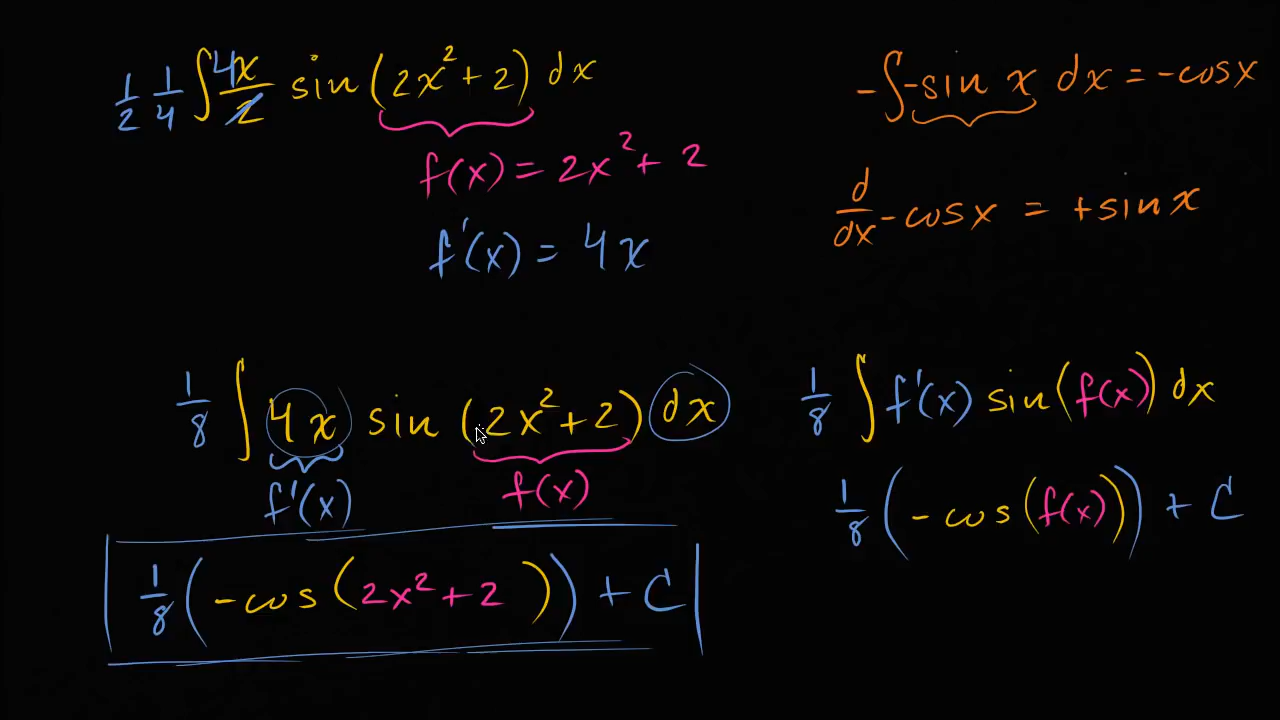 1/2 1/4 ∫ 4x/2 sin (2x² + 2) dx
f(x) = 2x² + 2
f'(x) = 4x
-∫ -sin x dx = -cos x
d/dx -cos x = +sin x
1/8 ∫ 4x sin (2x² + 2) dx
f'(x) f(x)
1/8 (-cos (2x² + 2)) + C
1/8 ∫ f'(x) sin (f(x)) dx
1/8 (-cos (f(x))) + C